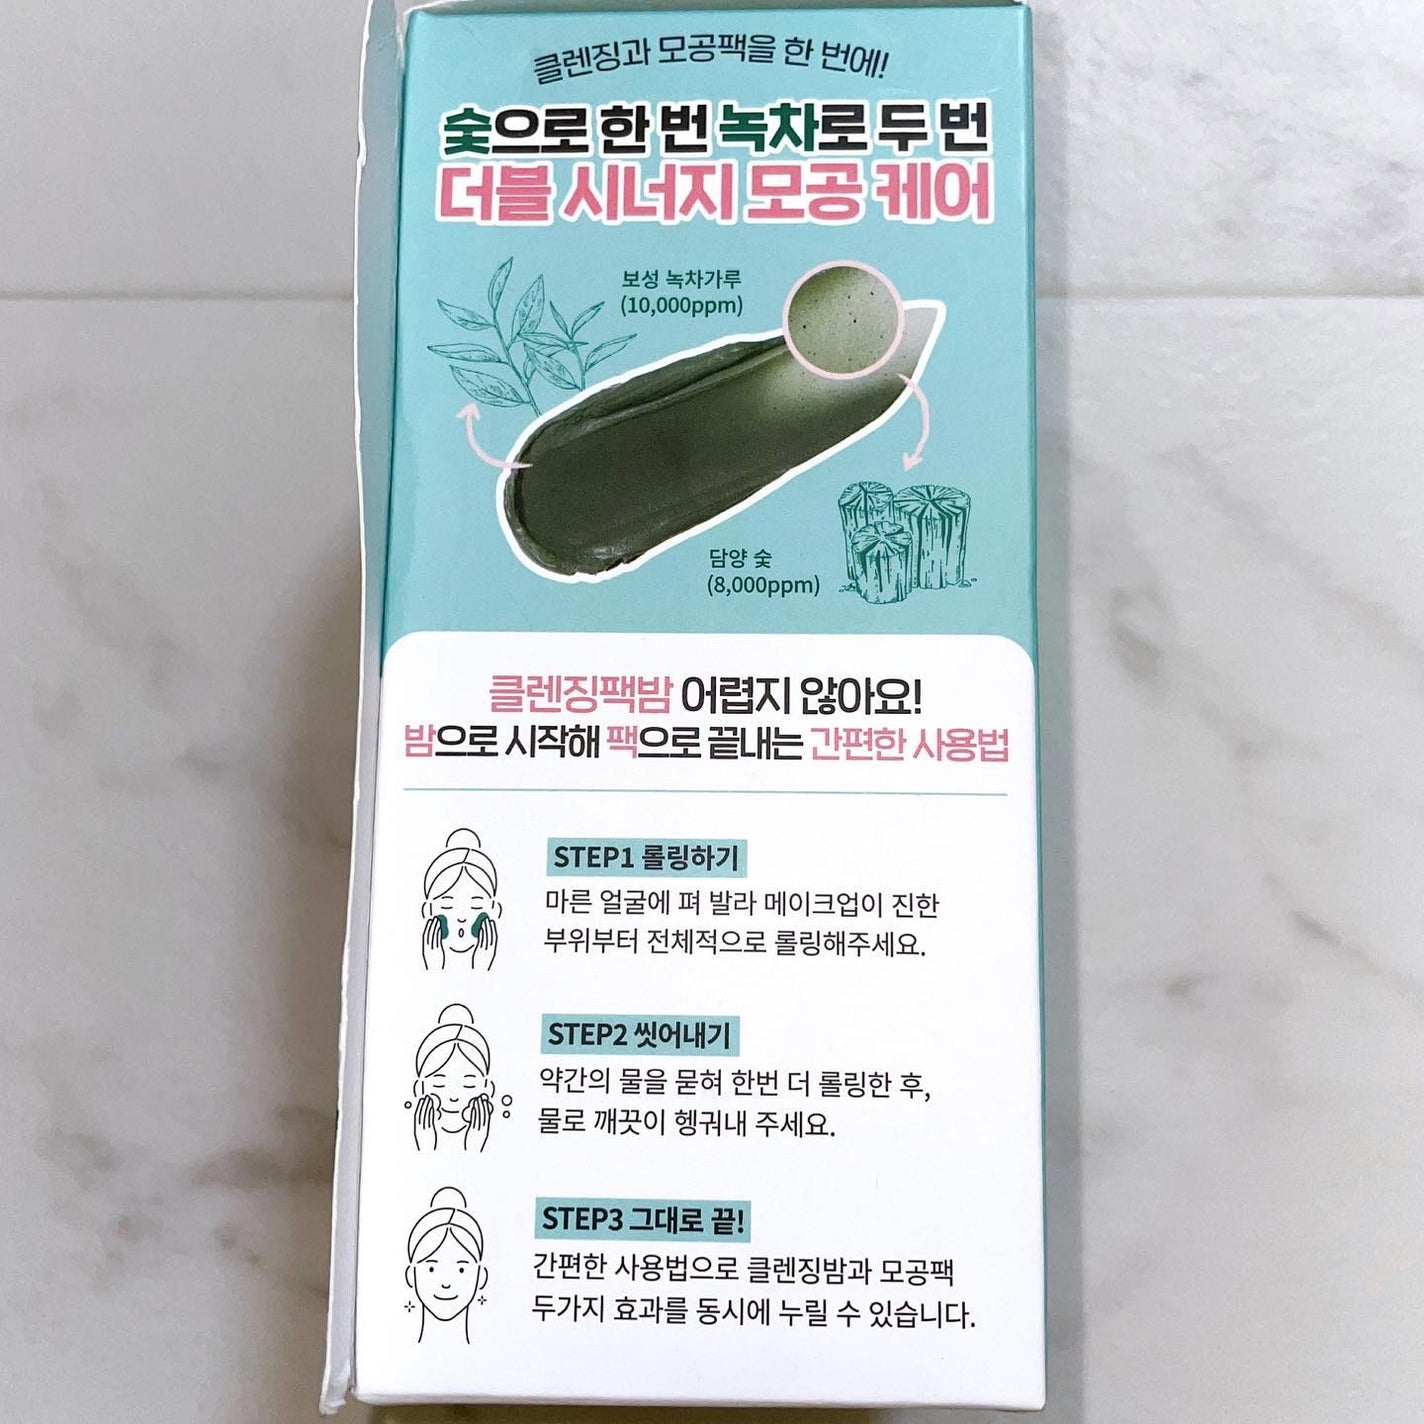 클렌징과 모공팩을 한 번에!
숯으로 한 번 녹차로 두 번
더블 시너지 모공 케어
보성 녹차가루
(10,000ppm)
담양 숯
(8,000ppm)
클렌징팩밤 어렵지 않아요!
밤으로 시작해 팩으로 끝내는 간편한 사용법
STEP1 롤링하기
마른 얼굴에 펴 발라 메이크업이 진한
부위부터 전체적으로 롤링해주세요.
STEP2 씻어내기
약간의 물을 묻혀 한번 더 롤링한 후,
물로 깨끗이 헹궈내 주세요.
STEP3 그대로 끝!
간편한 사용법으로 클렌징밤과 모공팩
두가지 효과를 동시에 누릴 수 있습니다.